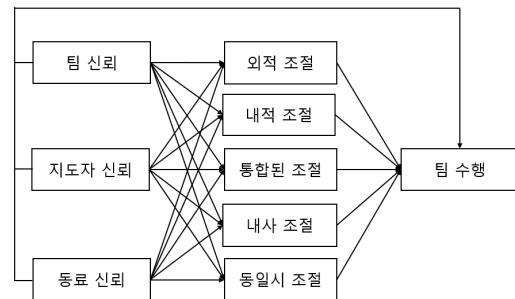 팀 신뢰
지도자 신뢰
동료 신뢰
외적 조절
내적 조절
통합된 조절
내사 조절
동일시 조절
팀 수행